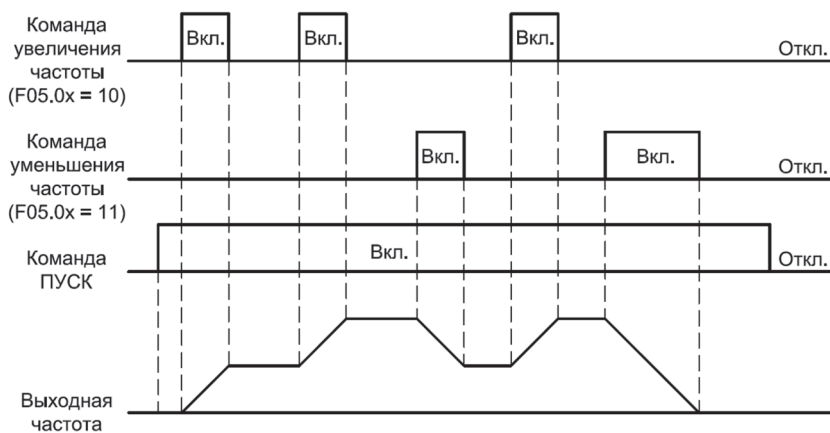 Команда
увеличения
частоты
(F05.0x = 10)
Вкл.
Вкл.
Вкл.
Откл.
Команда
уменьшения
частоты
(F05.0x = 11)
Вкл.
Вкл.
Откл.
Команда
ПУСК
Вкл.
Откл.
Выходная
частота